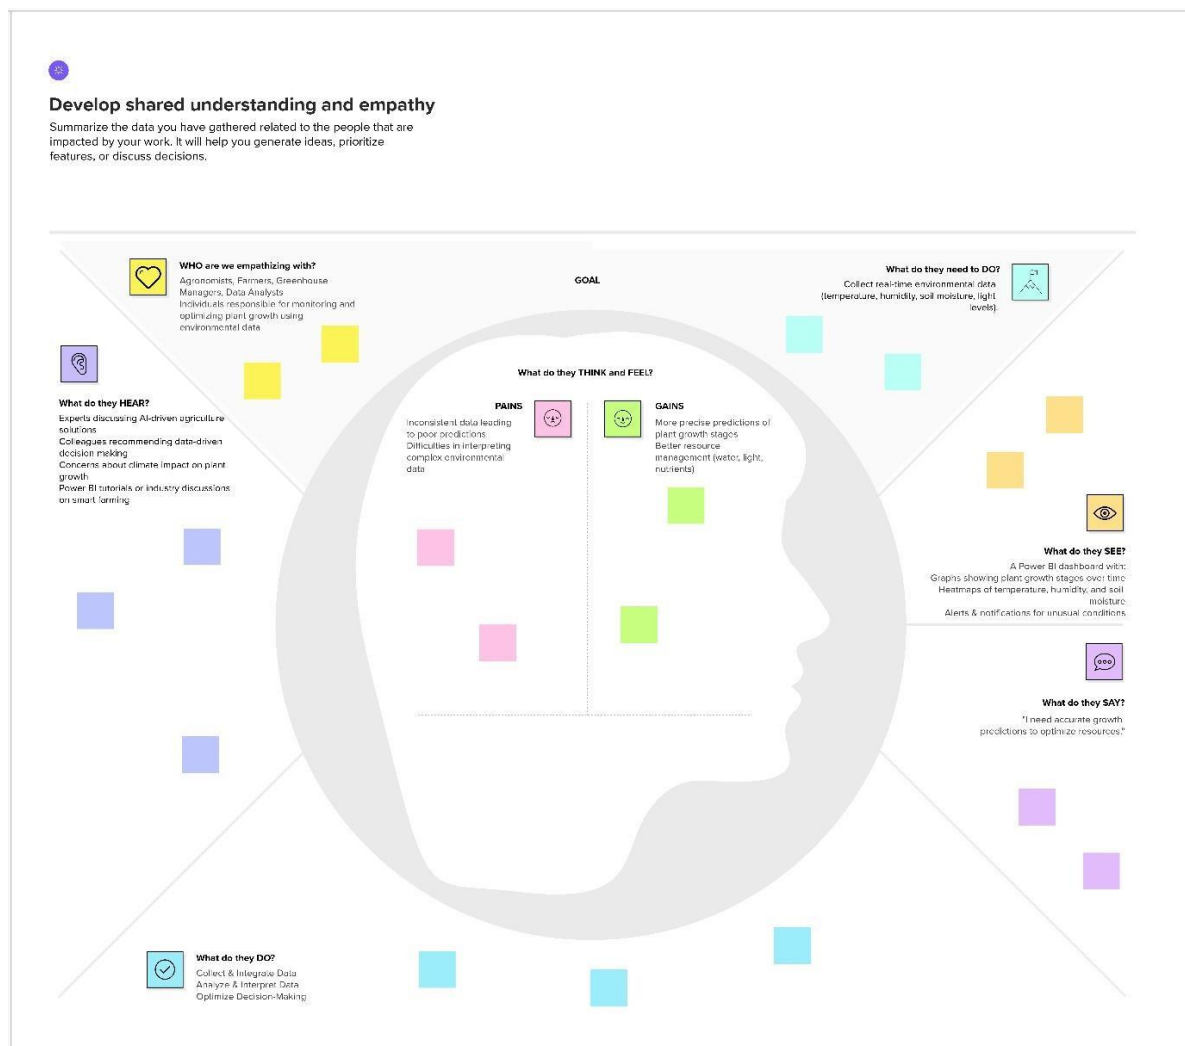 Develop shared understanding and empathy
Summarize the data you have gathered related to the people that are
impacted by your work. It will help you generate ideas, prioritize
features, or discuss decisions.
WHO are we empathizing with?
Agronomists, Farmers, Greenhouse
Managers, Data Analysts
Individuals responsible for monitoring and
optimizing plant growth using
environmental data
GOAL
What do they need to DO?
Collect real-time environmental data
(temperature, humidity, soil moisture, light
levels).
What do they HEAR?
Experts discussing AI-driven agriculture
solutions
Colleagues recommending data-driven
decision making
Concerns about climate impact on plant
growth
Power BI tutorials or industry discussions
on smart farming
What do they THINK and FEEL?
PAINS
Inconsistent data leading
to poor predictions
Difficulties in interpreting
complex environmental
data
GAINS
More precise predictions of
plant growth stages
Better resource
management (water, light,
nutrients)
What do they SEE?
A Power BI dashboard with:
Graphs showing plant growth stages over time
Heatmaps of temperature, humidity, and soil
moisture
Alerts & notifications for unusual conditions
What do they SAY?
"I need accurate growth
predictions to optimize resources."
What do they DO?
Collect & Integrate Data
Analyze & Interpret Data
Optimize Decision-Making